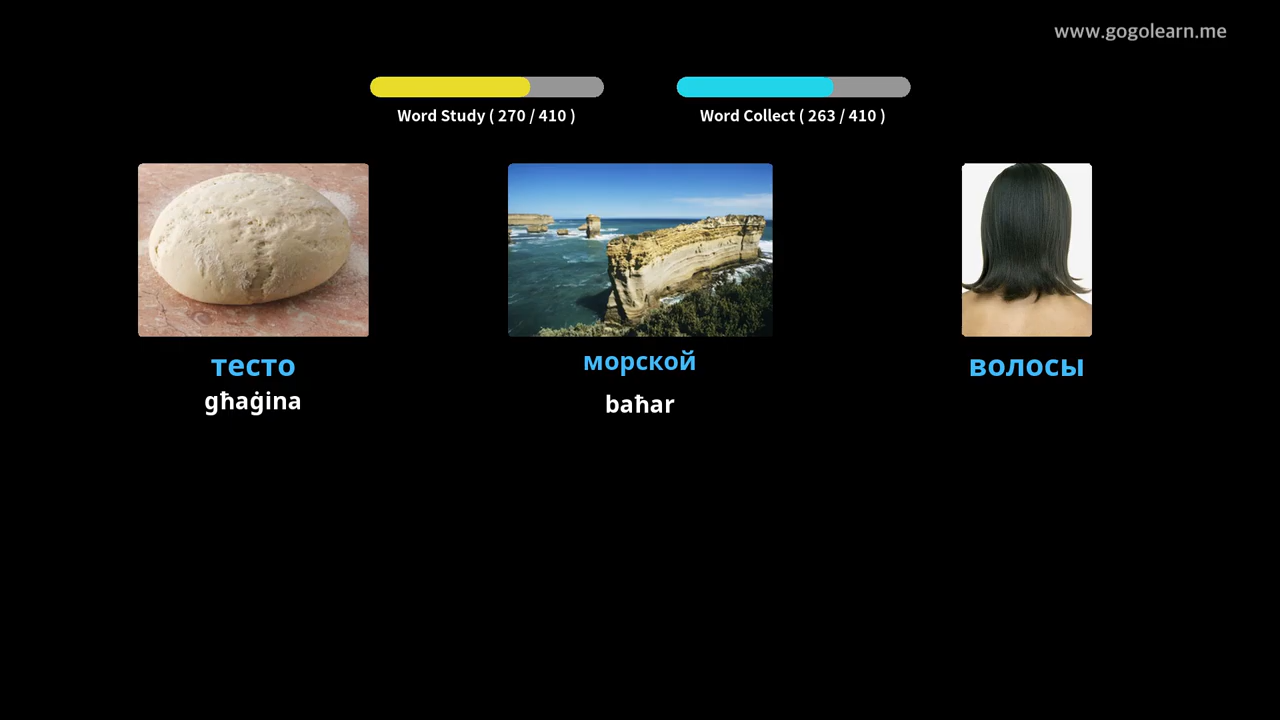 www.gogolearn.me
Word Study ( 270 / 410 )
Word Collect ( 263 / 410 )
тесто
għaġina
морской
baħar
волосы